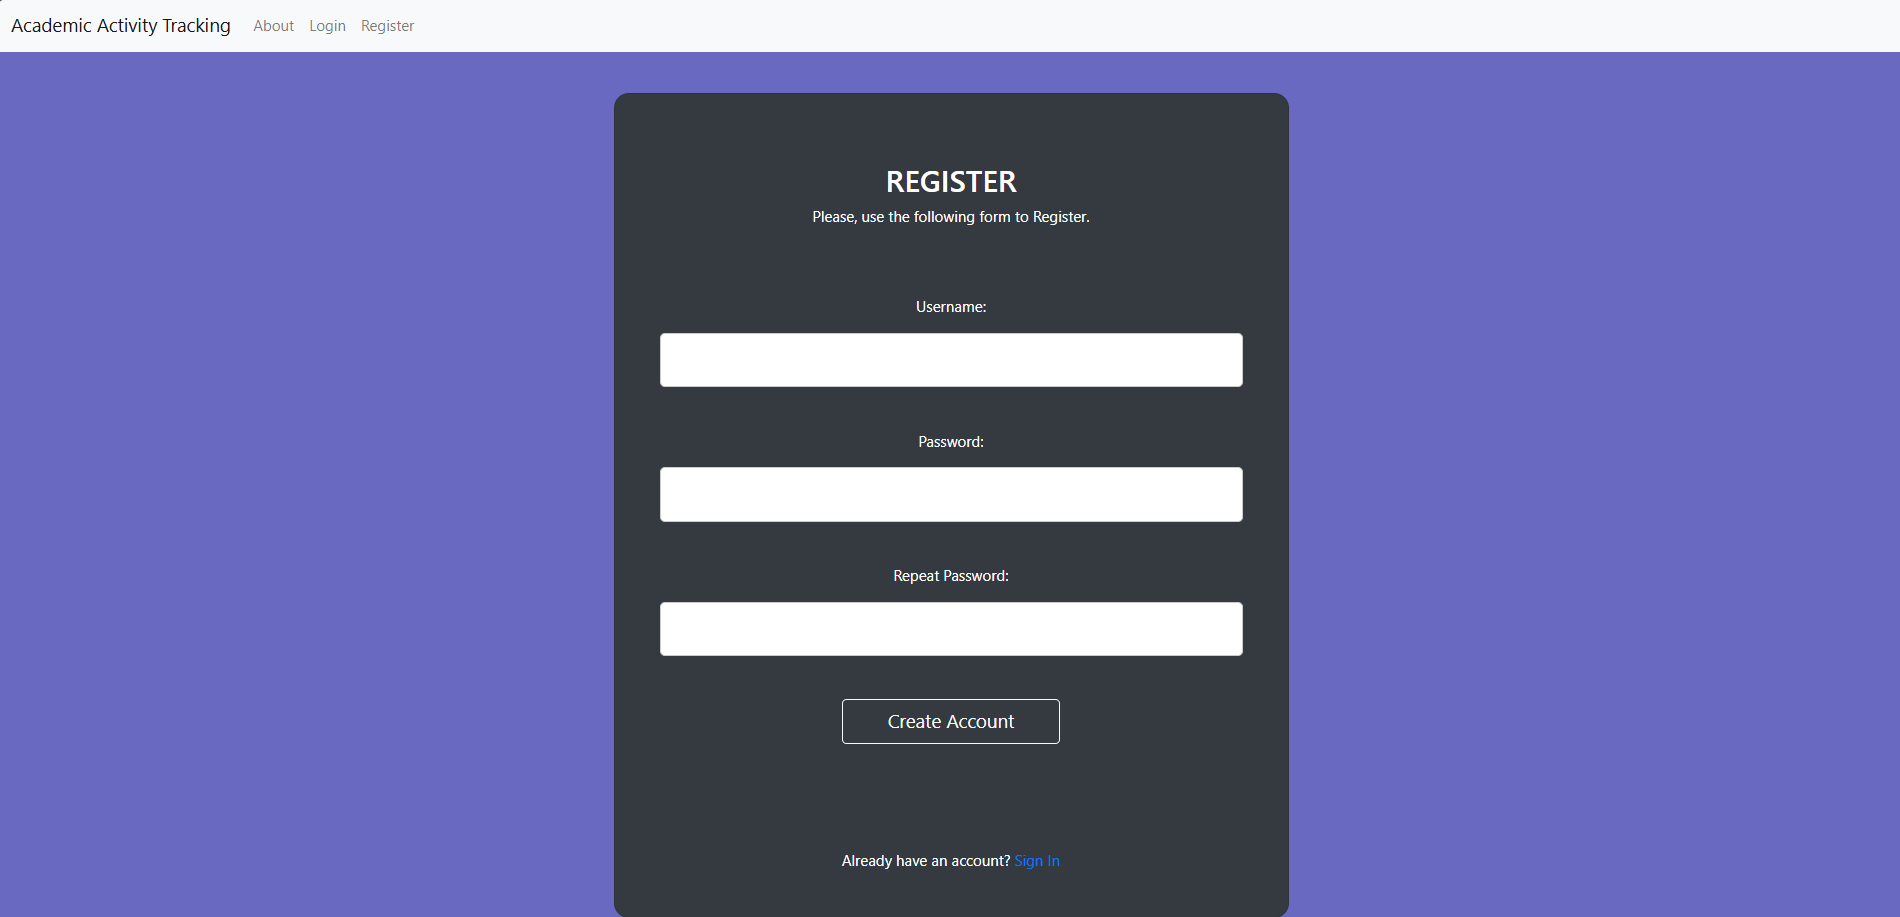 Academic Activity Tracking About Login Register
REGISTER
Please, use the following form to Register.
Username:
Password:
Repeat Password:
Create Account
Already have an account? Sign In